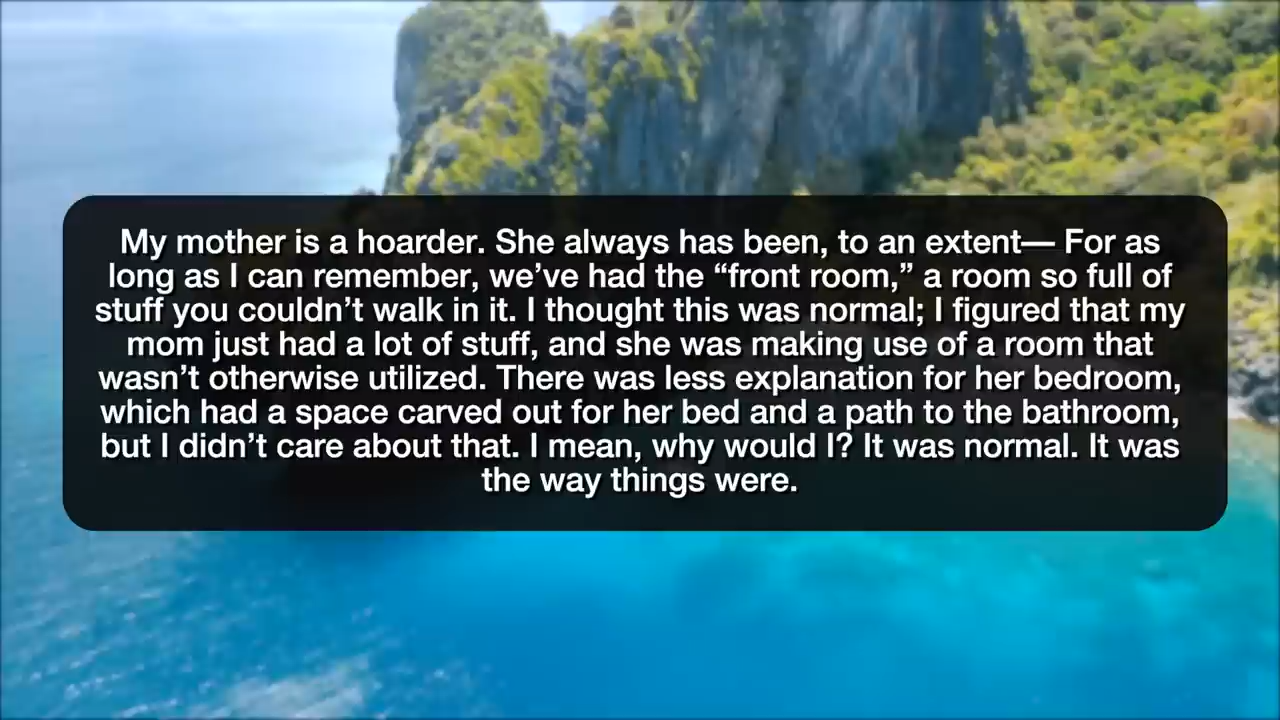 My mother is a hoarder. She always has been, to an extent— For as
long as I can remember, we’ve had the “front room,” a room so full of
stuff you couldn’t walk in it. I thought this was normal; I figured that my
mom just had a lot of stuff, and she was making use of a room that
wasn’t otherwise utilized. There was less explanation for her bedroom,
which had a space carved out for her bed and a path to the bathroom,
but I didn’t care about that. I mean, why would I? It was normal. It was
the way things were.